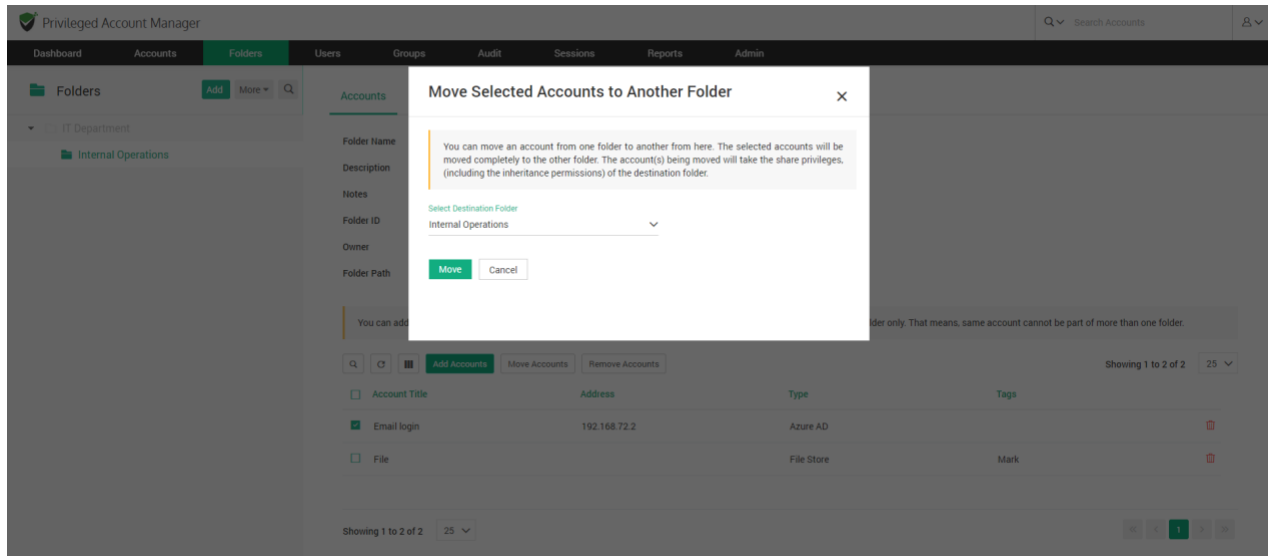 Privileged Account Manager
Search Accounts
Dashboard Accounts Folders Users Groups Audit Sessions Reports Admin
Folders
Add More
IT Department
Internal Operations
Accounts
Folder Name
Description
Notes
Folder ID
Owner
Folder Path
Move Selected Accounts to Another Folder
You can move an account from one folder to another from here. The selected accounts will be
moved completely to the other folder. The account(s) being moved will take the share privileges,
(including the inheritance permissions) of the destination folder.
Select Destination Folder
Internal Operations
Move Cancel
You can add
lder only. That means, same account cannot be part of more than one folder.
Add Accounts Move Accounts Remove Accounts Showing 1 to 2 of 2 25
Account Title Address Type Tags
Email login 192.168.72.2 Azure AD
File File Store Mark
Showing 1 to 2 of 2 25 1